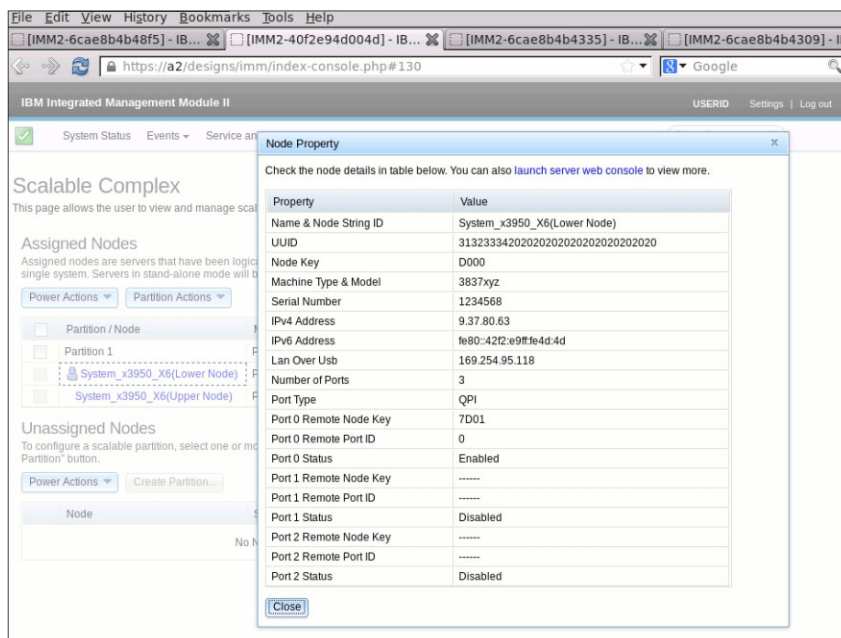 File Edit View History Bookmarks Tools Help
[IMM2-6cae8b4b48f5] - IB... [IMM2-40f2e94d004d] - IB... [IMM2-6cae8b4b4335] - IB... [IMM2-6cae8b4b4309] - I
https://a2/designs/imm/index-console.php#130 Google
IBM Integrated Management Module II USERID Settings | Log out
System Status Events Service an
Node Property
Check the node details in table below. You can also launch server web console to view more.
Property Value
Name & Node String ID System_x3950_X6(Lower Node)
UUID 31323334202020202020202020202020
Node Key D000
Machine Type & Model 3837xyz
Serial Number 1234568
IPv4 Address 9.37.80.63
IPv6 Address fe80::42f2:e9ff:fe4d:4d
Lan Over Usb 169.254.95.118
Number of Ports 3
Port Type QPI
Port 0 Remote Node Key 7D01
Port 0 Remote Port ID 0
Port 0 Status Enabled
Port 1 Remote Node Key ------
Port 1 Remote Port ID ------
Port 1 Status Disabled
Port 2 Remote Node Key ------
Port 2 Remote Port ID ------
Port 2 Status Disabled
Close
Scalable Complex
This page allows the user to view and manage scal
Assigned Nodes
Assigned nodes are servers that have been logic
single system. Servers in stand-alone mode will b
Power Actions Partition Actions
Partition / Node
Partition 1 P
System_x3950_X6(Lower Node) P
System_x3950_X6(Upper Node) P
Unassigned Nodes
To configure a scalable partition, select one or mo
Partition" button.
Power Actions Create Partition...
Node S
No N